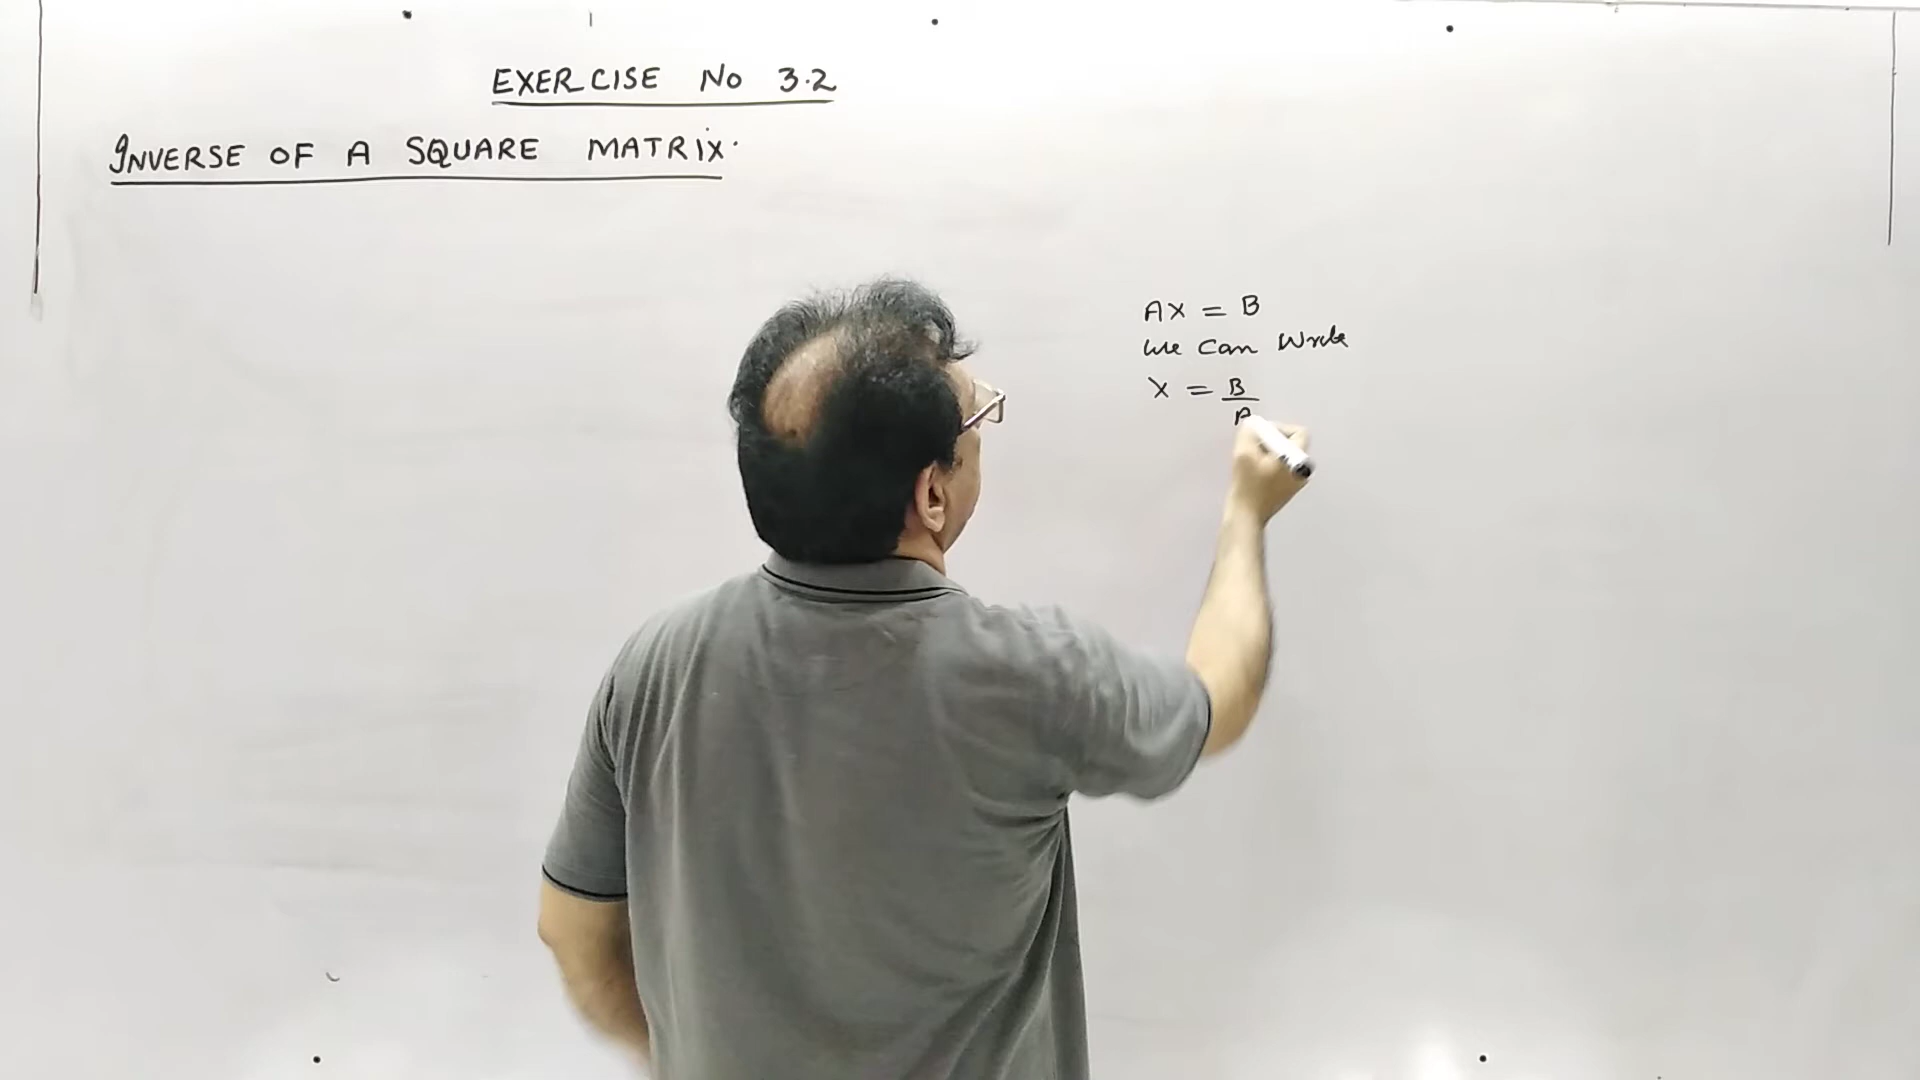 EXERCISE No 3.2
INVERSE OF A SQUARE MATRIX.
AX = B
We can write
X = B
A